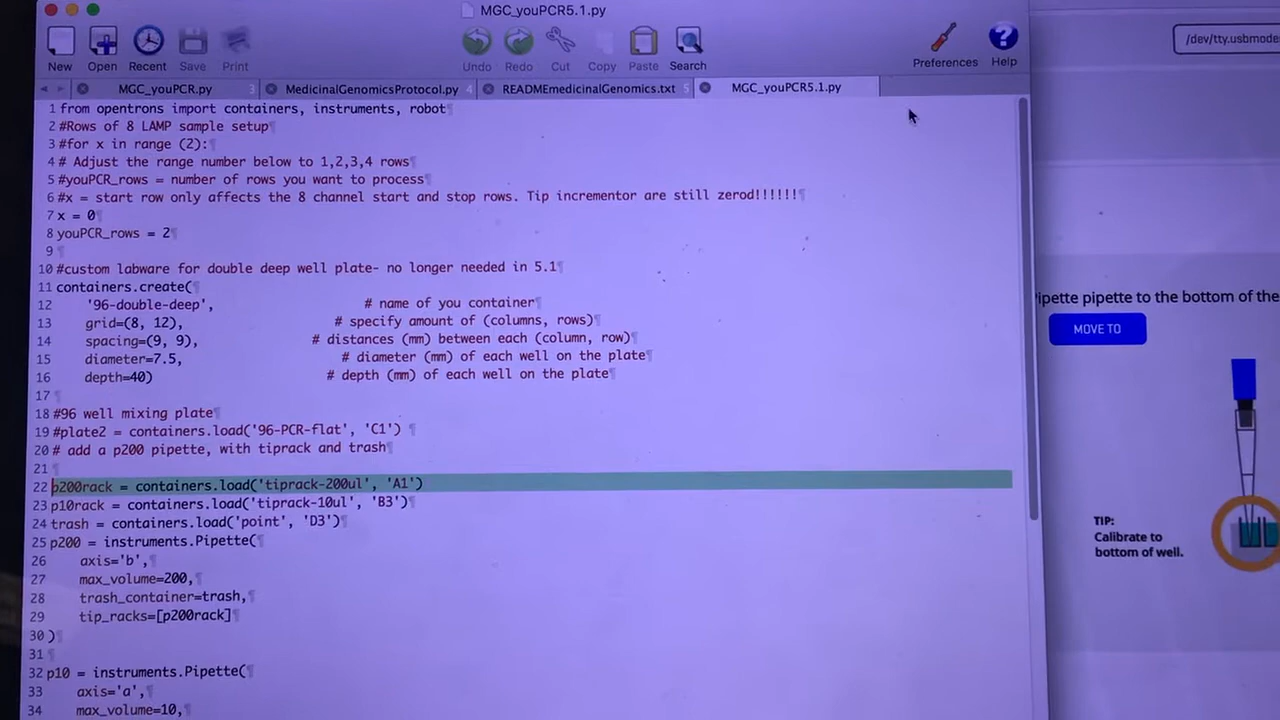 MGC_youPCR5.1.py
New Open Recent Save Print Undo Redo Cut Copy Paste Search Preferences Help
/dev/tty.usbmode
MGC_youPCR.py 3 MedicinalGenomicsProtocol.py 4 READMEmedicinalGenomics.txt 5 MGC_youPCR5.1.py
1 from opentrons import containers, instruments, robot
2 #Rows of 8 LAMP sample setup
3 #for x in range (2):
4 # Adjust the range number below to 1,2,3,4 rows
5 #youPCR_rows = number of rows you want to process
6 #x = start row only affects the 8 channel start and stop rows. Tip incrementor are still zerod!!!!!!
7 x = 0
8 youPCR_rows = 2
9
10 #custom labware for double deep well plate- no longer needed in 5.1
11 containers.create(
12 '96-double-deep', # name of you container
13 grid=(8, 12), # specify amount of (columns, rows)
14 spacing=(9, 9), # distances (mm) between each (column, row)
15 diameter=7.5, # diameter (mm) of each well on the plate
16 depth=40) # depth (mm) of each well on the plate
17
18 #96 well mixing plate
19 #plate2 = containers.load('96-PCR-flat', 'C1')
20 # add a p200 pipette, with tiprack and trash
21
22 p200rack = containers.load('tiprack-200ul', 'A1')
23 p10rack = containers.load('tiprack-10ul', 'B3')
24 trash = containers.load('point', 'D3')
25 p200 = instruments.Pipette(
26 axis='b',
27 max_volume=200,
28 trash_container=trash,
29 tip_racks=[p200rack]
30 )
31
32 p10 = instruments.Pipette(
33 axis='a',
34 max_volume=10,
ipette pipette to the bottom of the
MOVE TO
TIP:
Calibrate to
bottom of well.